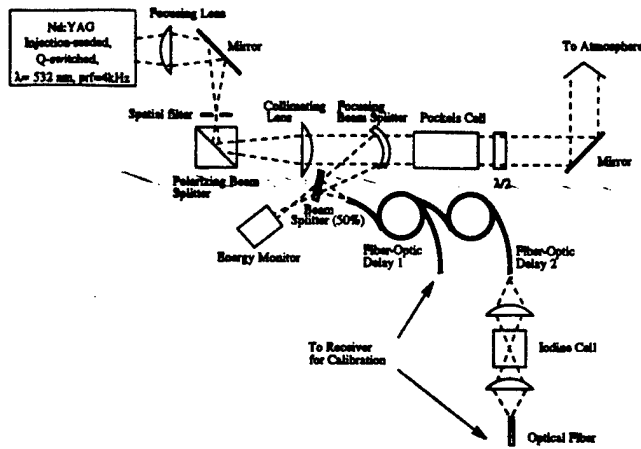 Nd:YAG
Injection-seeded,
Q-switched,
λ= 532 nm, prf=4kHz
Focusing Lens
Mirror
To Atmosphere
Spatial filter
Collimating
Lens
Focusing
Beam Splitter
Pockels Cell
Polarizing Beam
Splitter
λ/2
Mirror
Beam
Splitter (50%)
Energy Monitor
Fiber-Optic
Delay 1
Fiber-Optic
Delay 2
To Receiver
for Calibration
Iodine Cell
Optical Fiber